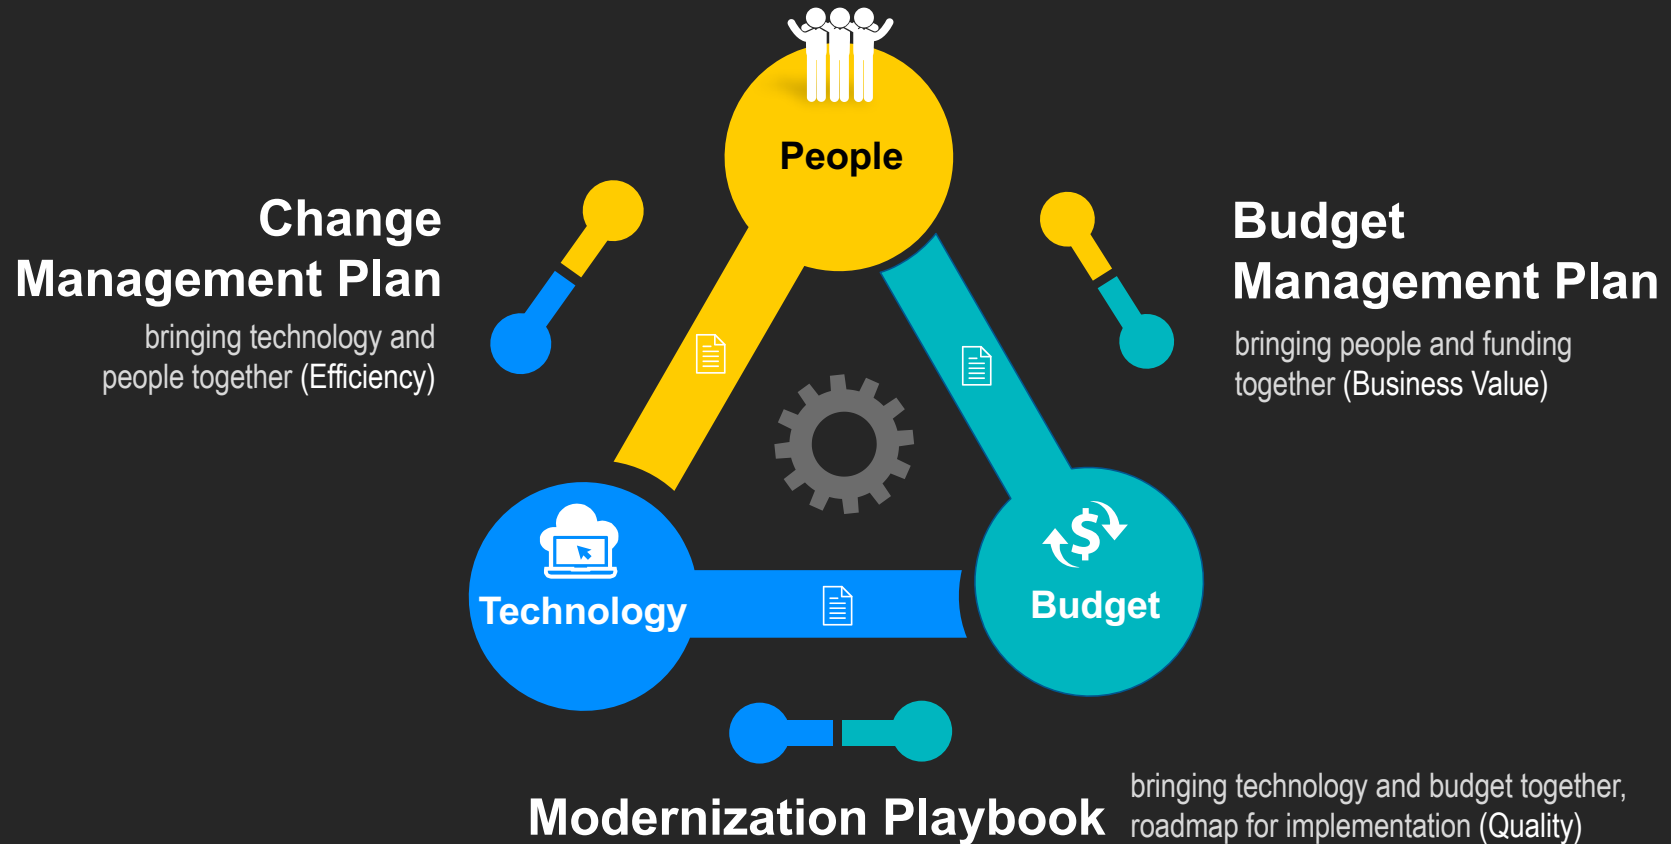 People
Change
Management Plan
bringing technology and
people together (Efficiency)
Budget
Management Plan
bringing people and funding
together (Business Value)
$
Technology
Budget
Modernization Playbook
bringing technology and budget together,
roadmap for implementation (Quality)